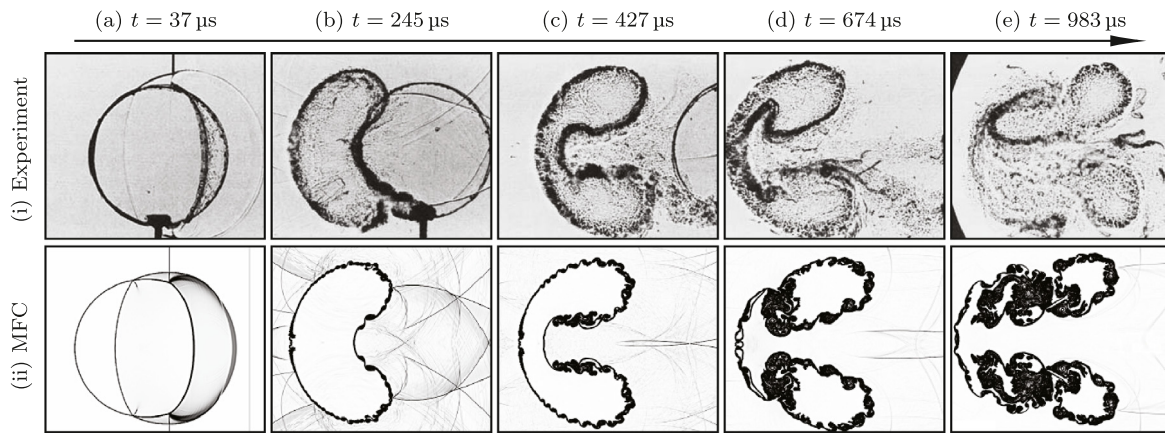 (a) t = 37 μs (b) t = 245 μs (c) t = 427 μs (d) t = 674 μs (e) t = 983 μs
(i) Experiment
(ii) MFC